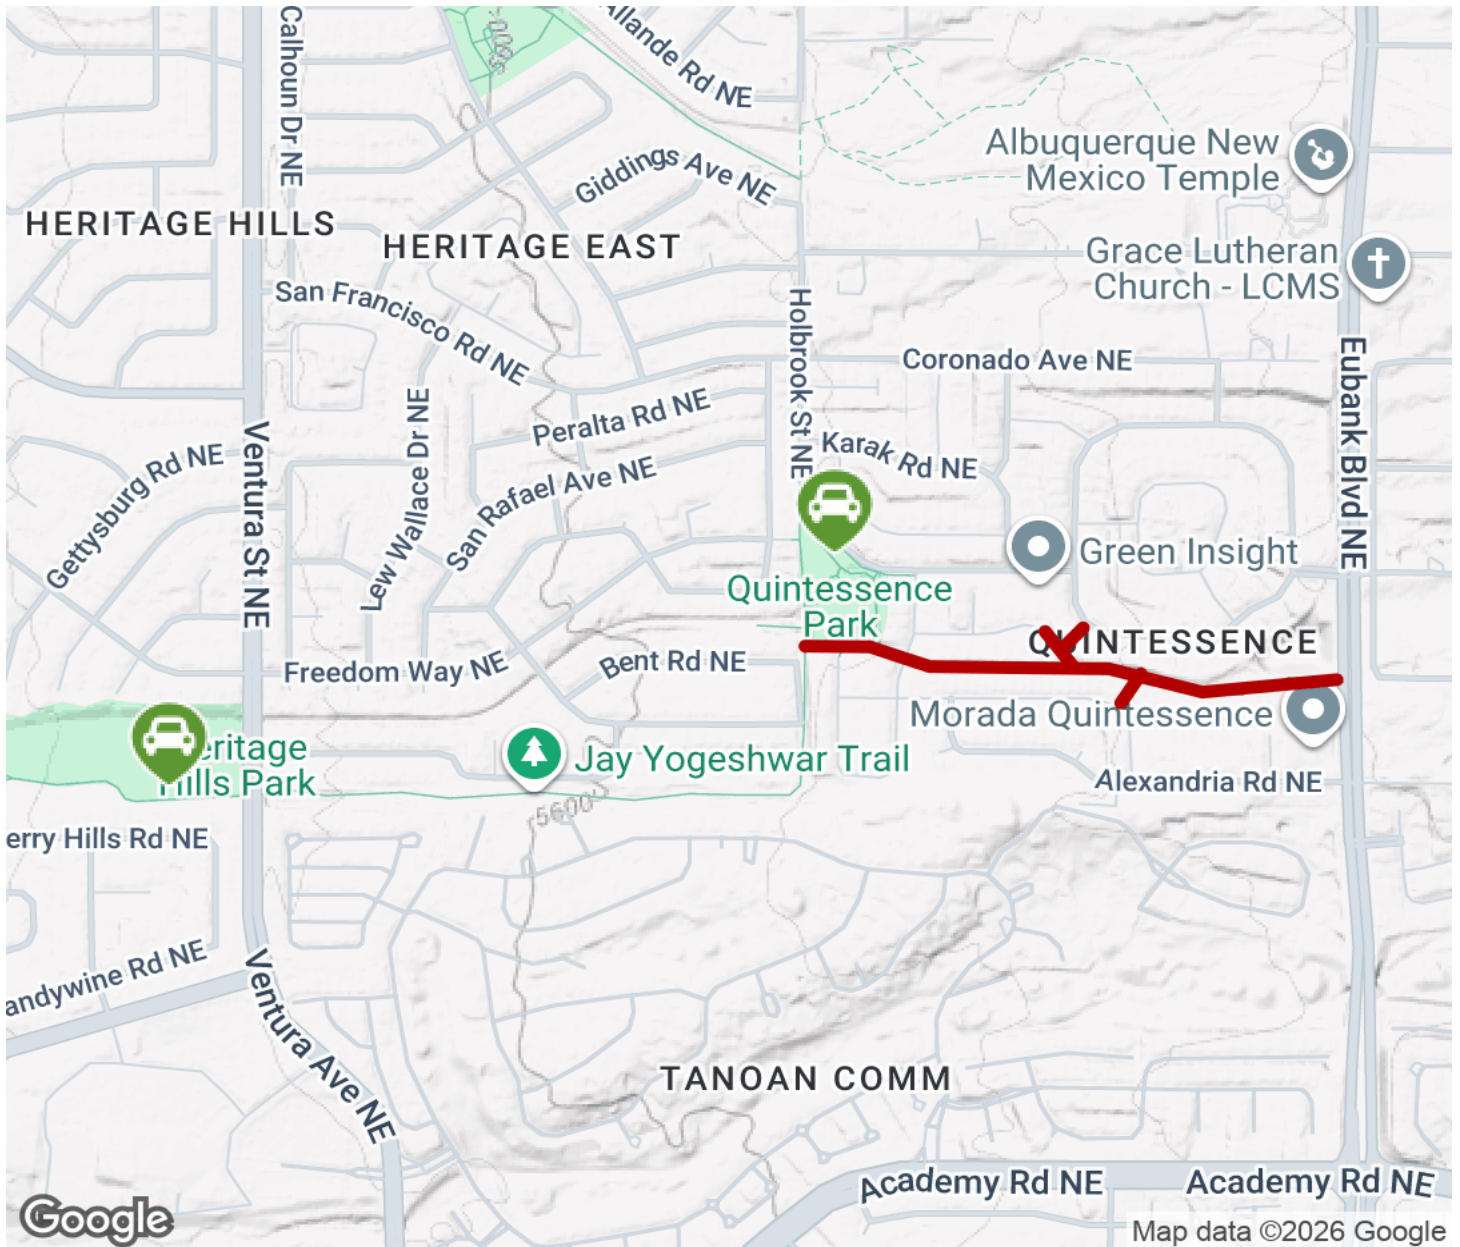 Calhoun Dr NE
5800'
Allande Rd NE
Albuquerque New
Mexico Temple
Giddings Ave NE
HERITAGE HILLS
HERITAGE EAST
Grace Lutheran
Church - LCMS
San Francisco Rd NE
Holbrook St NE
Coronado Ave NE
Eubank Blvd NE
Peralta Rd NE
Lew Wallace Dr NE
Gettysburg Rd NE
Ventura St NE
San Rafael Ave NE
Karak Rd NE
Green Insight
Quintessence
Park
QUINTESSENCE
Freedom Way NE
Bent Rd NE
Morada Quintessence
Heritage
Hills Park
Jay Yogeshwar Trail
Alexandria Rd NE
5600'
erry Hills Rd NE
andywine Rd NE
Ventura Ave NE
TANOAN COMM
Academy Rd NE
Academy Rd NE
Google
Map data ©2026 Google